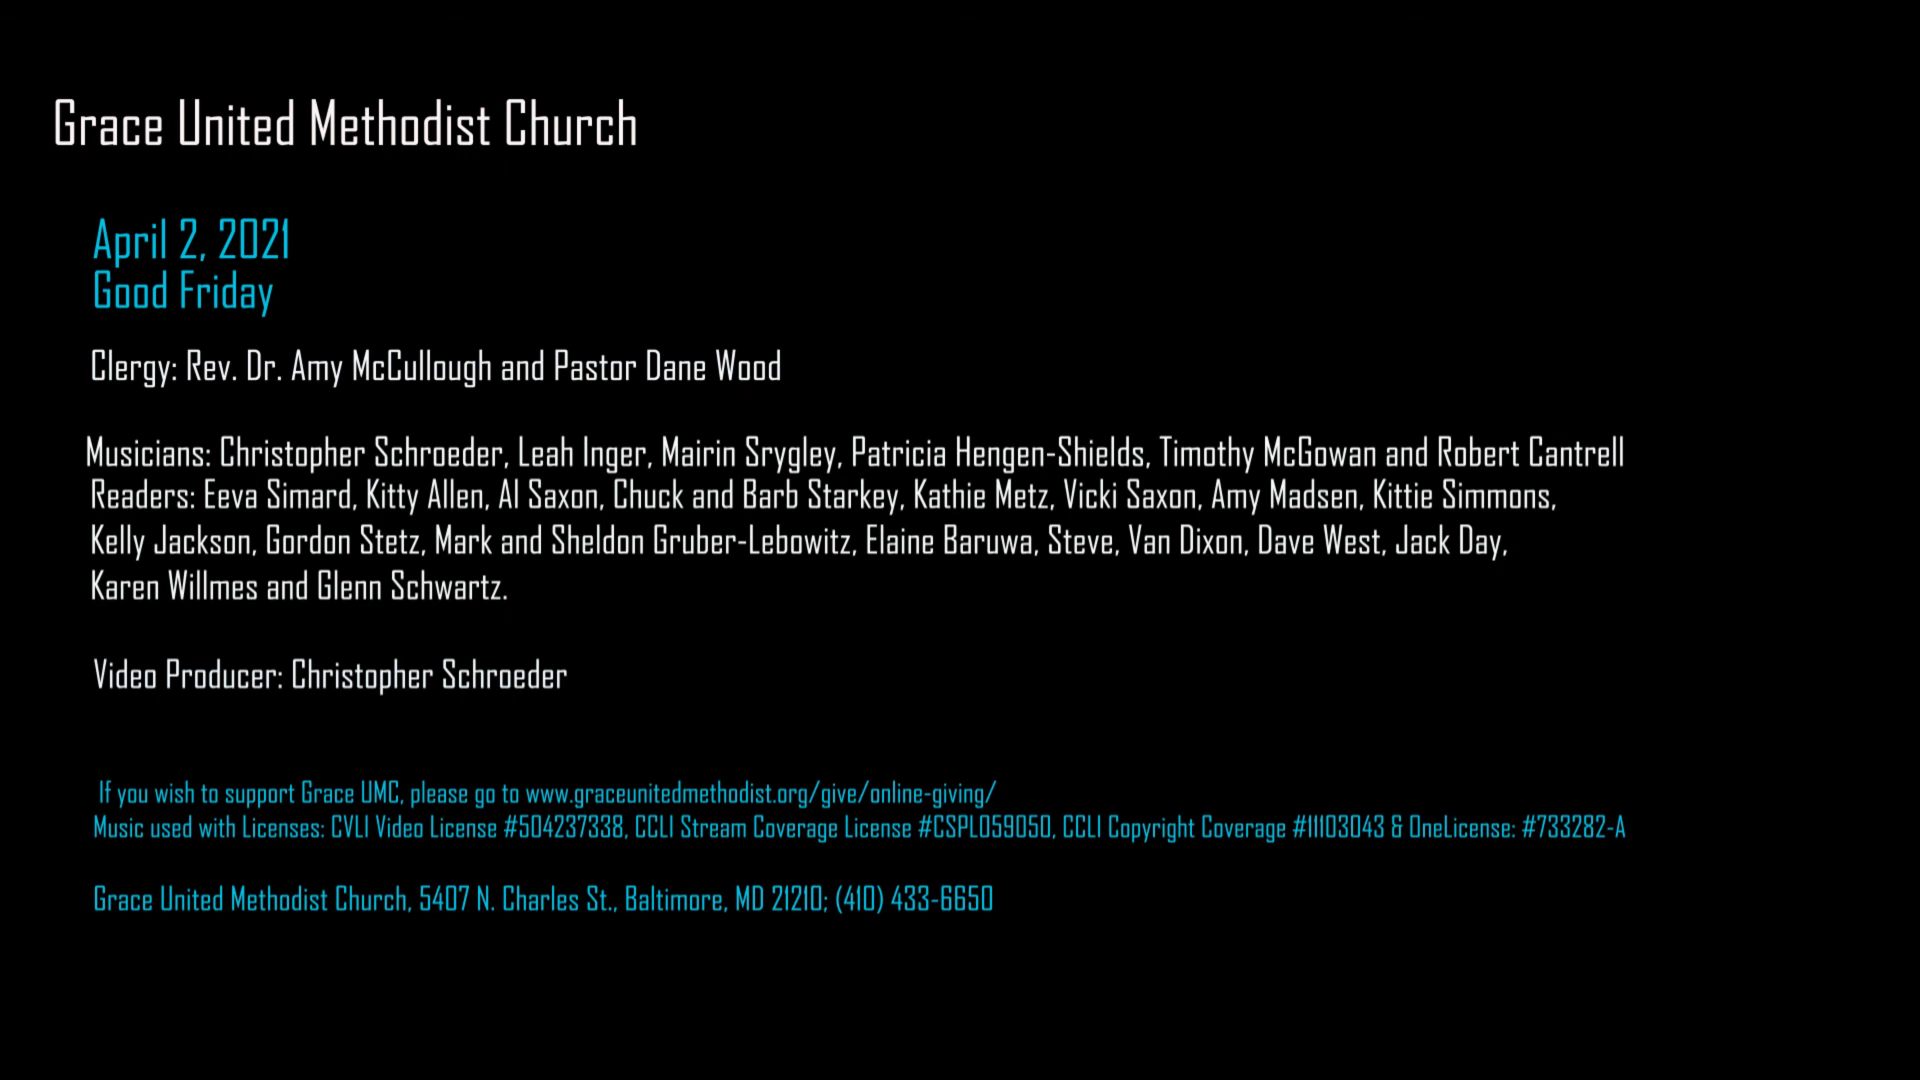 Grace United Methodist Church
April 2, 2021
Good Friday
Clergy: Rev. Dr. Amy McCullough and Pastor Dane Wood
Musicians: Christopher Schroeder, Leah Inger, Mairin Srygley, Patricia Hengen-Shields, Timothy McGowan and Robert Cantrell
Readers: Eeva Simard, Kitty Allen, Al Saxon, Chuck and Barb Starkey, Kathie Metz, Vicki Saxon, Amy Madsen, Kittie Simmons,
Kelly Jackson, Gordon Stetz, Mark and Sheldon Gruber-Lebowitz, Elaine Baruwa, Steve, Van Dixon, Dave West, Jack Day,
Karen Willmes and Glenn Schwartz.
Video Producer: Christopher Schroeder
If you wish to support Grace UMC, please go to www.graceunitedmethodist.org/give/online-giving/
Music used with Licenses: CVLI Video License #504237338, CCLI Stream Coverage License #CSPL059050, CCLI Copyright Coverage #11103043 & OneLicense: #733282-A
Grace United Methodist Church, 5407 N. Charles St., Baltimore, MD 21210; (410) 433-6650